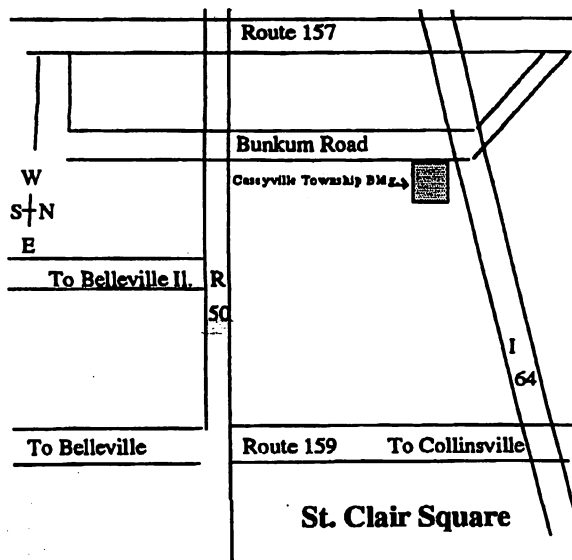 Route 157
Bunkum Road
Caseyville Township Bldg.
W
S N
E
To Belleville Il.
R
50
I
64
To Belleville
Route 159
To Collinsville
St. Clair Square